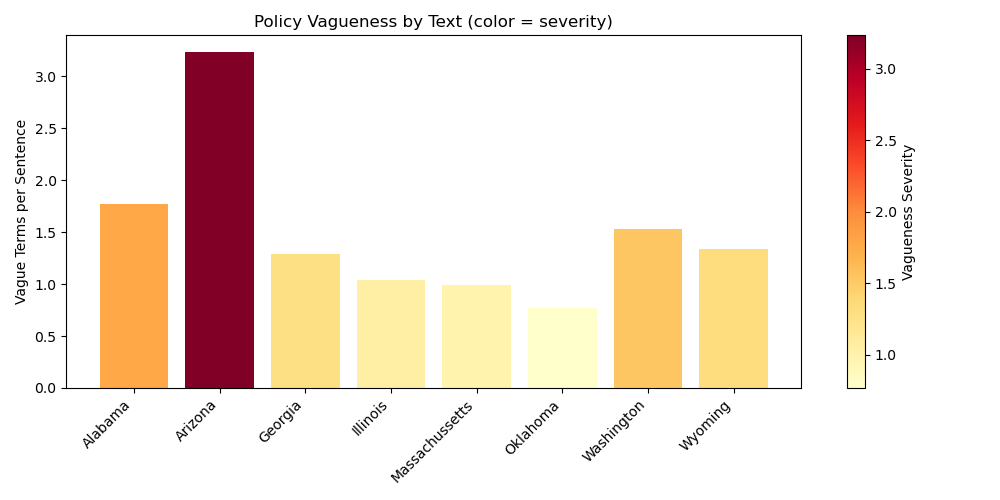 Policy Vagueness by Text (color = severity)
Vague Terms per Sentence
3.0
2.5
2.0
1.5
1.0
0.5
0.0
Alabama
Arizona
Georgia
Illinois
Massachussetts
Oklahoma
Washington
Wyoming
3.0
2.5
2.0
1.5
1.0
Vagueness Severity